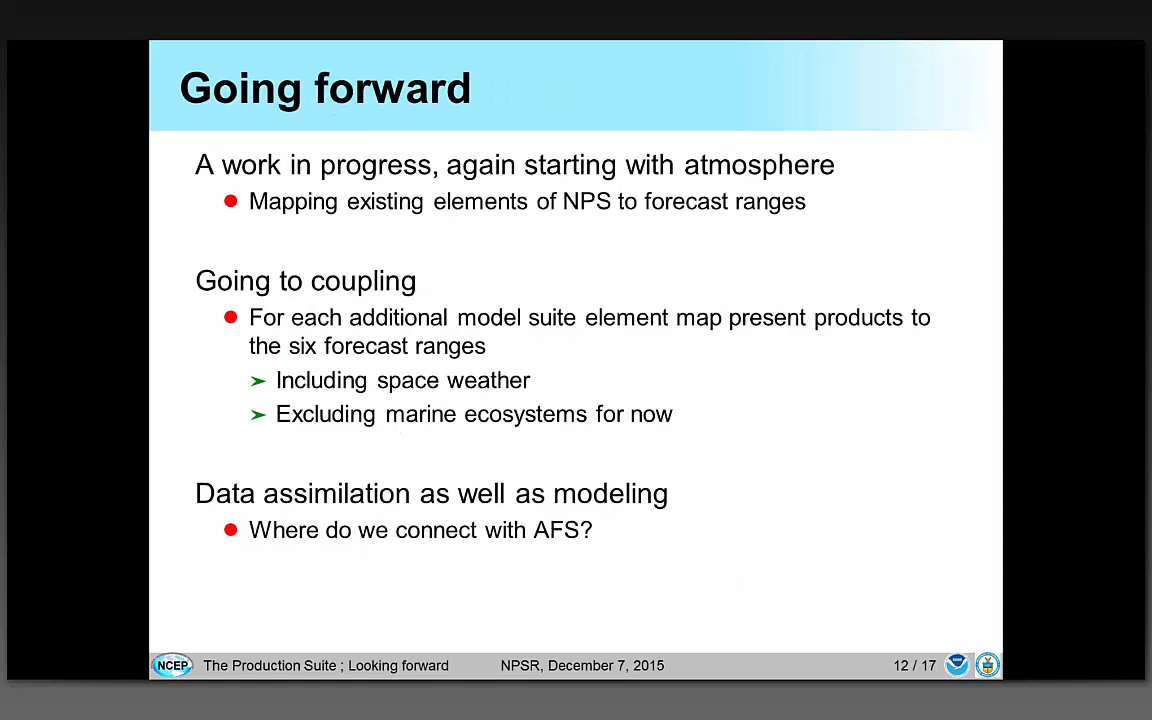 Going forward
A work in progress, again starting with atmosphere
Mapping existing elements of NPS to forecast ranges
Going to coupling
For each additional model suite element map present products to
the six forecast ranges
Including space weather
Excluding marine ecosystems for now
Data assimilation as well as modeling
Where do we connect with AFS?
NCEP The Production Suite ; Looking forward NPSR, December 7, 2015 12 / 17